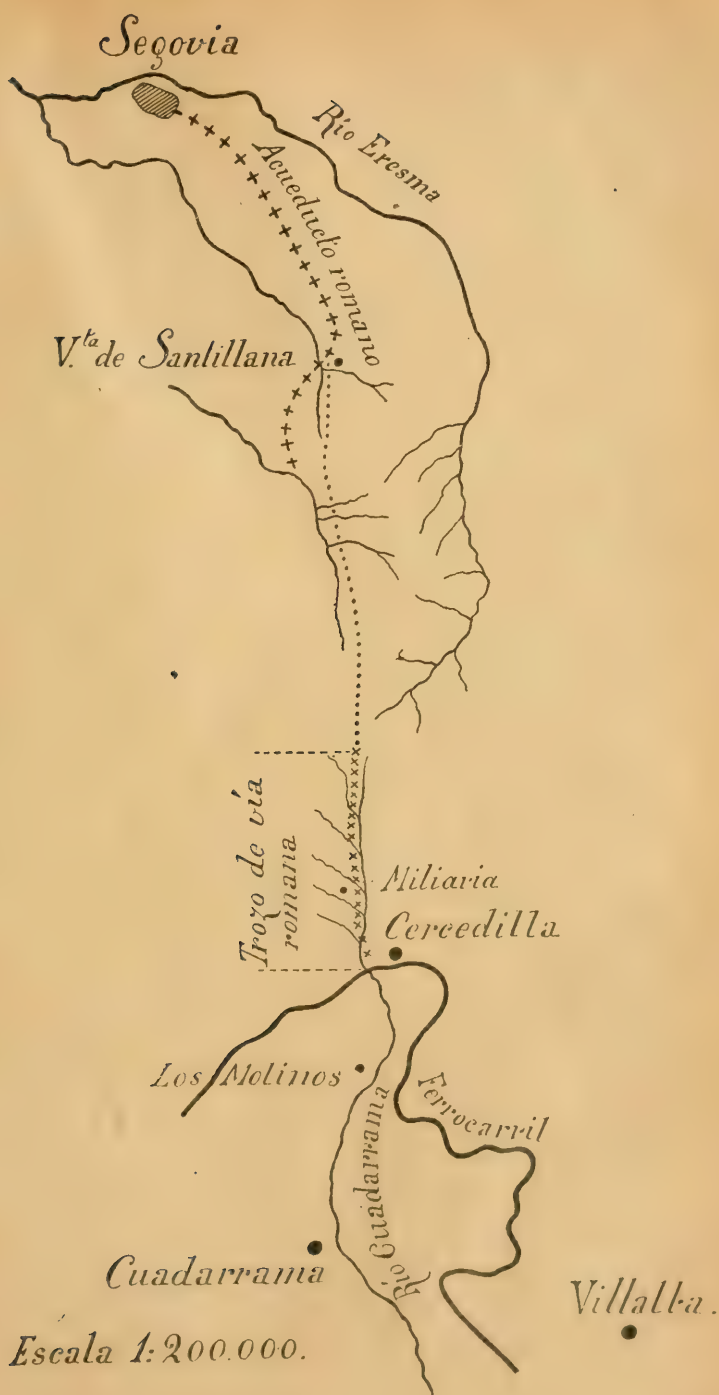 Segovia
Río Eresma
Acueducto romano
V.ta de Santillana
Trozo de vía
romana
Miliaria
Cercedilla
Los Molinos
Ferrocarril
Río Guadarrama
Guadarrama
Villalba.
Escala 1:200.000.